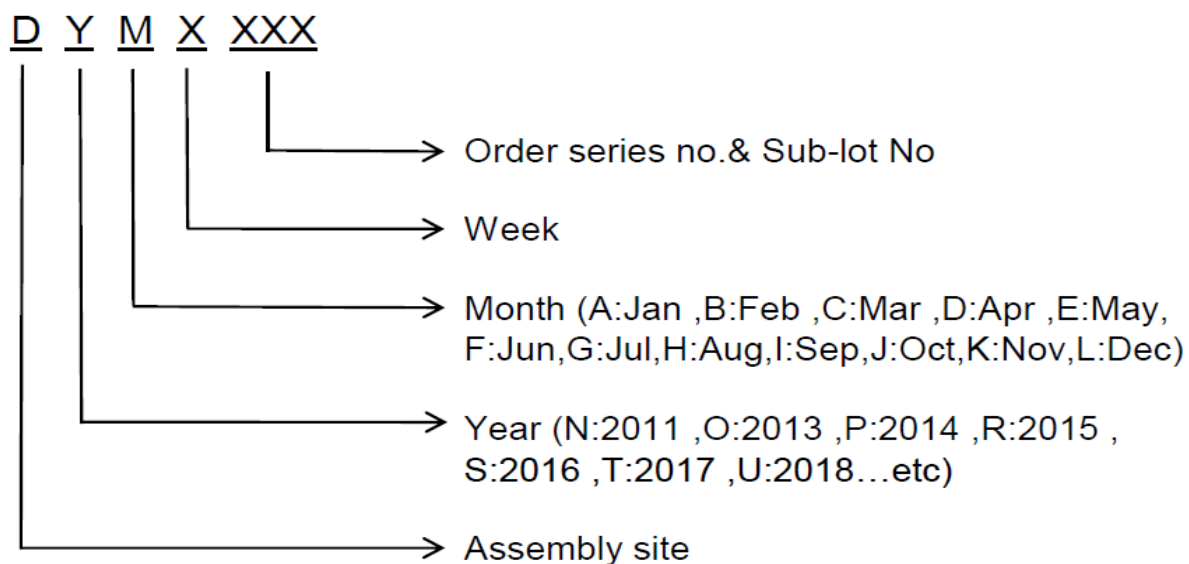 D Y M X XXX
Order series no.& Sub-lot No
Week
Month (A:Jan ,B:Feb ,C:Mar ,D:Apr ,E:May,
F:Jun,G:Jul,H:Aug,I:Sep,J:Oct,K:Nov,L:Dec)
Year (N:2011 ,O:2013 ,P:2014 ,R:2015 ,
S:2016 ,T:2017 ,U:2018…etc)
Assembly site